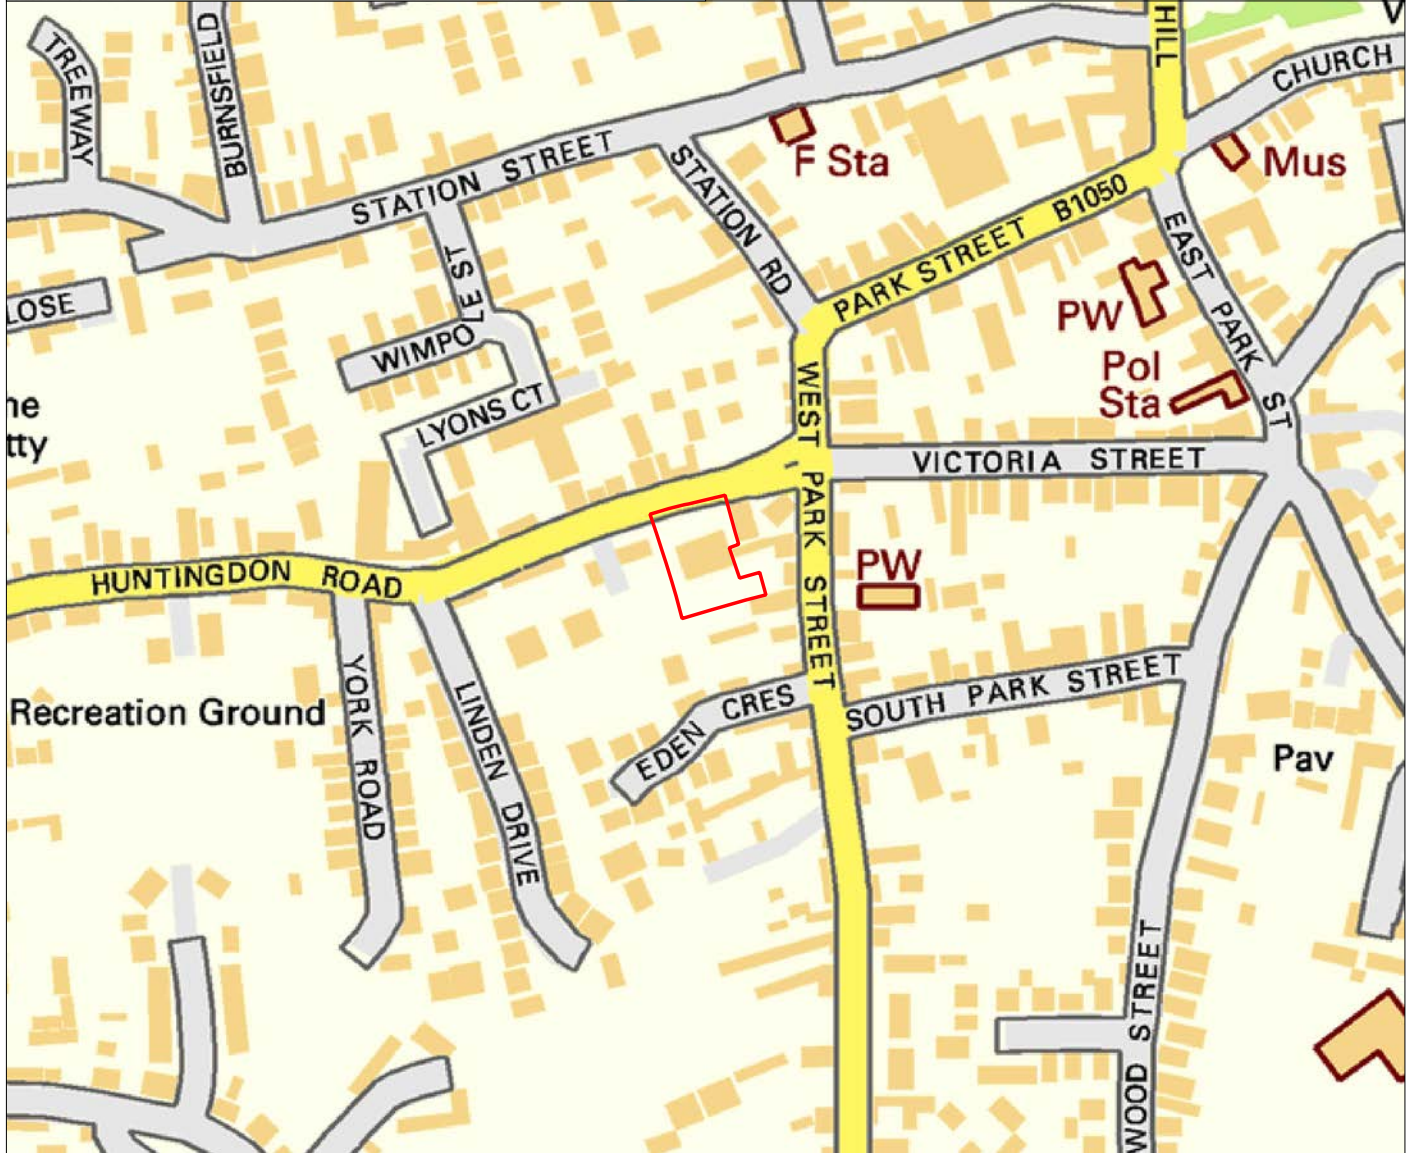 HILL
V
TREEWAY
BURNSFIELD
CHURCH
STATION STREET
F Sta
Mus
STATION RD
PARK STREET B1050
EAST PARK ST
WIMPOLE ST
LOSE
PW
Pol
Sta
WEST PARK STREET
LYONS CT
he
tty
VICTORIA STREET
HUNTINGDON ROAD
PW
YORK ROAD
LINDEN DRIVE
Recreation Ground
EDEN CRES
SOUTH PARK STREET
Pav
WOOD STREET